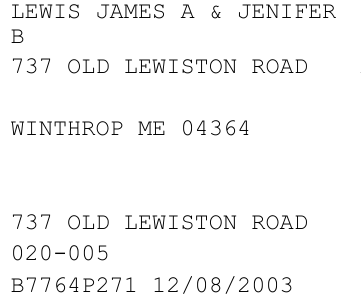 LEWIS JAMES A & JENIFER
B
737 OLD LEWISTON ROAD
WINTHROP ME 04364
737 OLD LEWISTON ROAD
020-005
B7764P271 12/08/2003